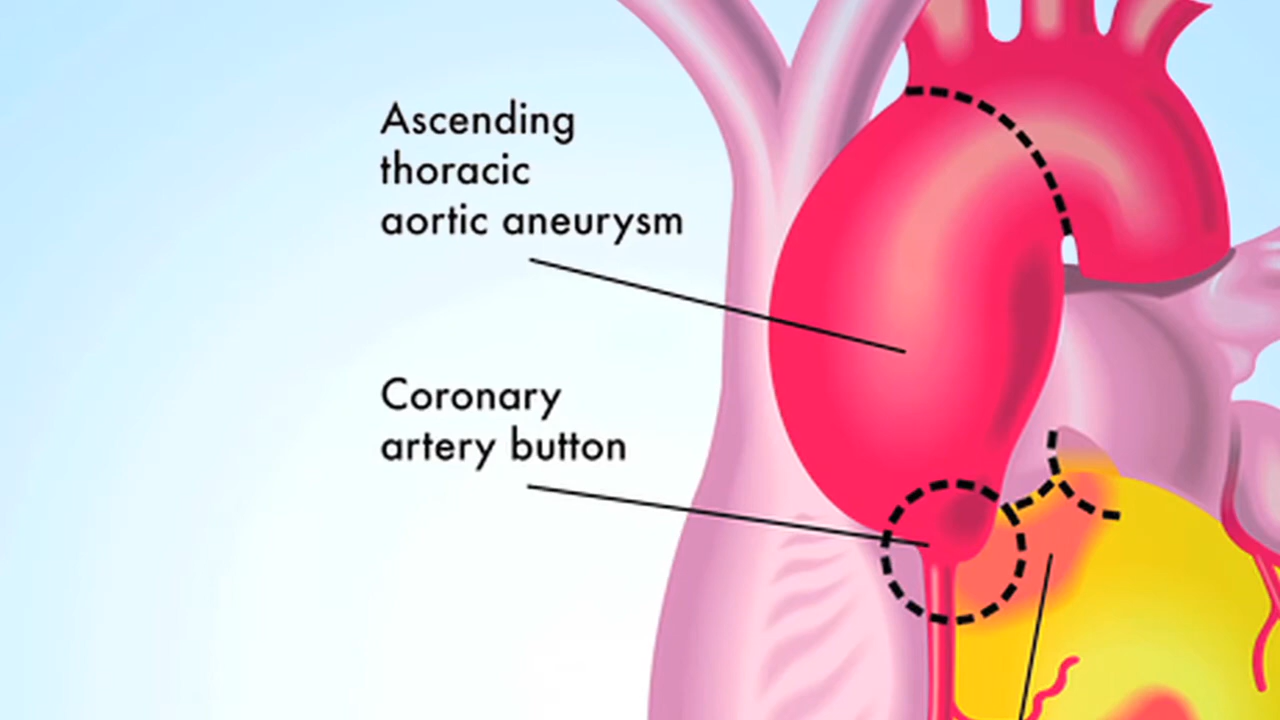 Ascending
thoracic
aortic aneurysm
Coronary
artery button